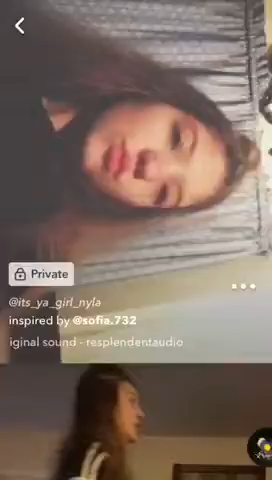 Private
@its_ya_girl_nyla
inspired by @sofia.732
iginal sound - resplendentaudio